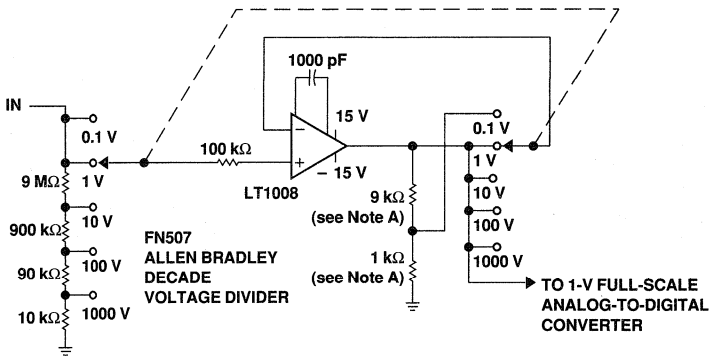 1000 pF
IN
15 V
0.1 V
0.1 V
100 kΩ
1 V
−
+
− 15 V
1 V
9 MΩ
LT1008
9 kΩ
(see Note A)
10 V
10 V
900 kΩ
100 V
FN507
ALLEN BRADLEY
DECADE
VOLTAGE DIVIDER
100 V
90 kΩ
1 kΩ
(see Note A)
1000 V
1000 V
10 kΩ
TO 1-V FULL-SCALE
ANALOG-TO-DIGITAL
CONVERTER